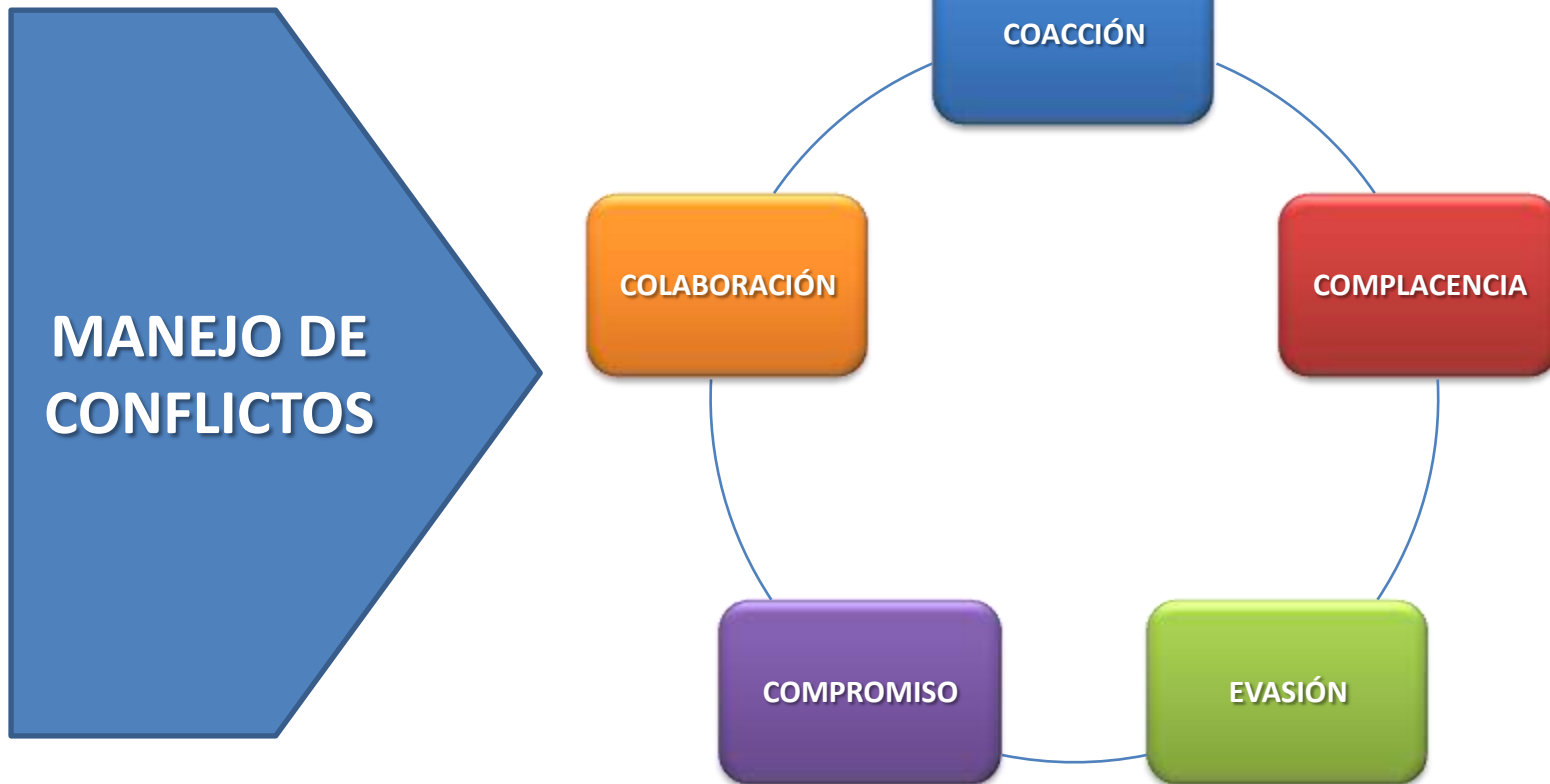 MANEJO DE
CONFLICTOS
COACCIÓN
COMPLACENCIA
EVASIÓN
COMPROMISO
COLABORACIÓN